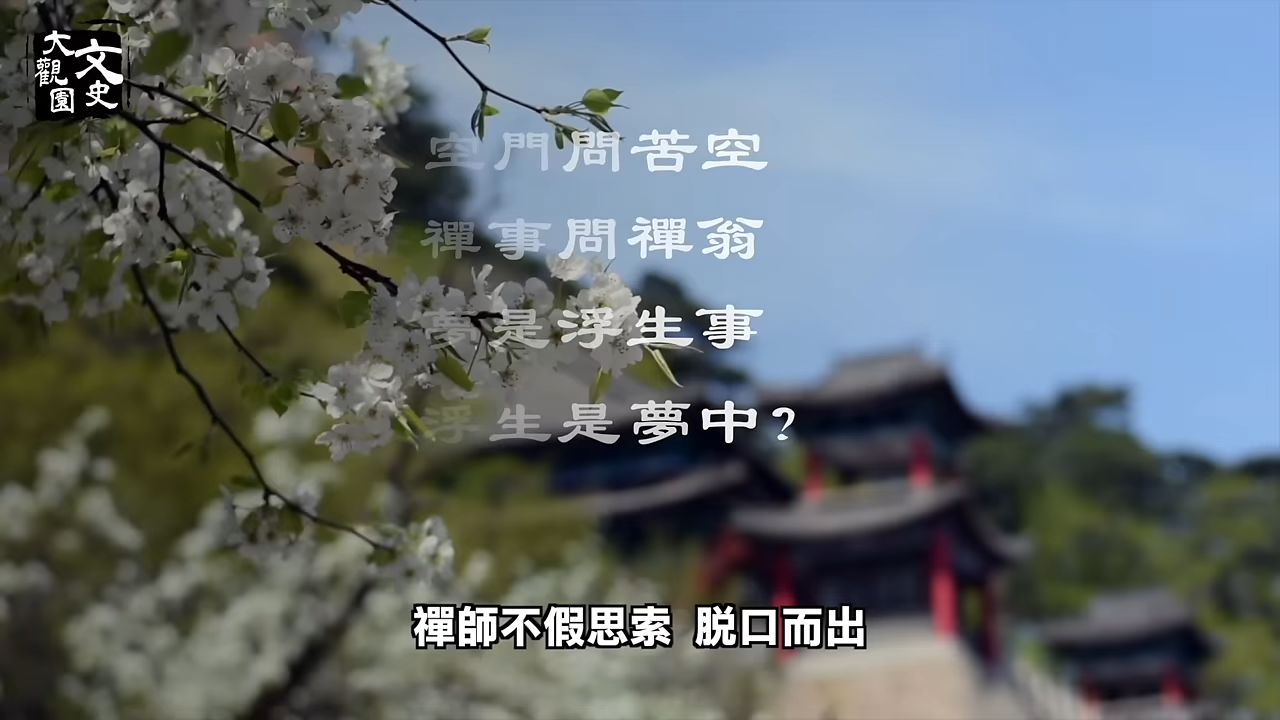 文史
大觀園
空門問苦空
禪事問禪翁
夢是浮生事
浮生是夢中?
禪師不假思索 脫口而出